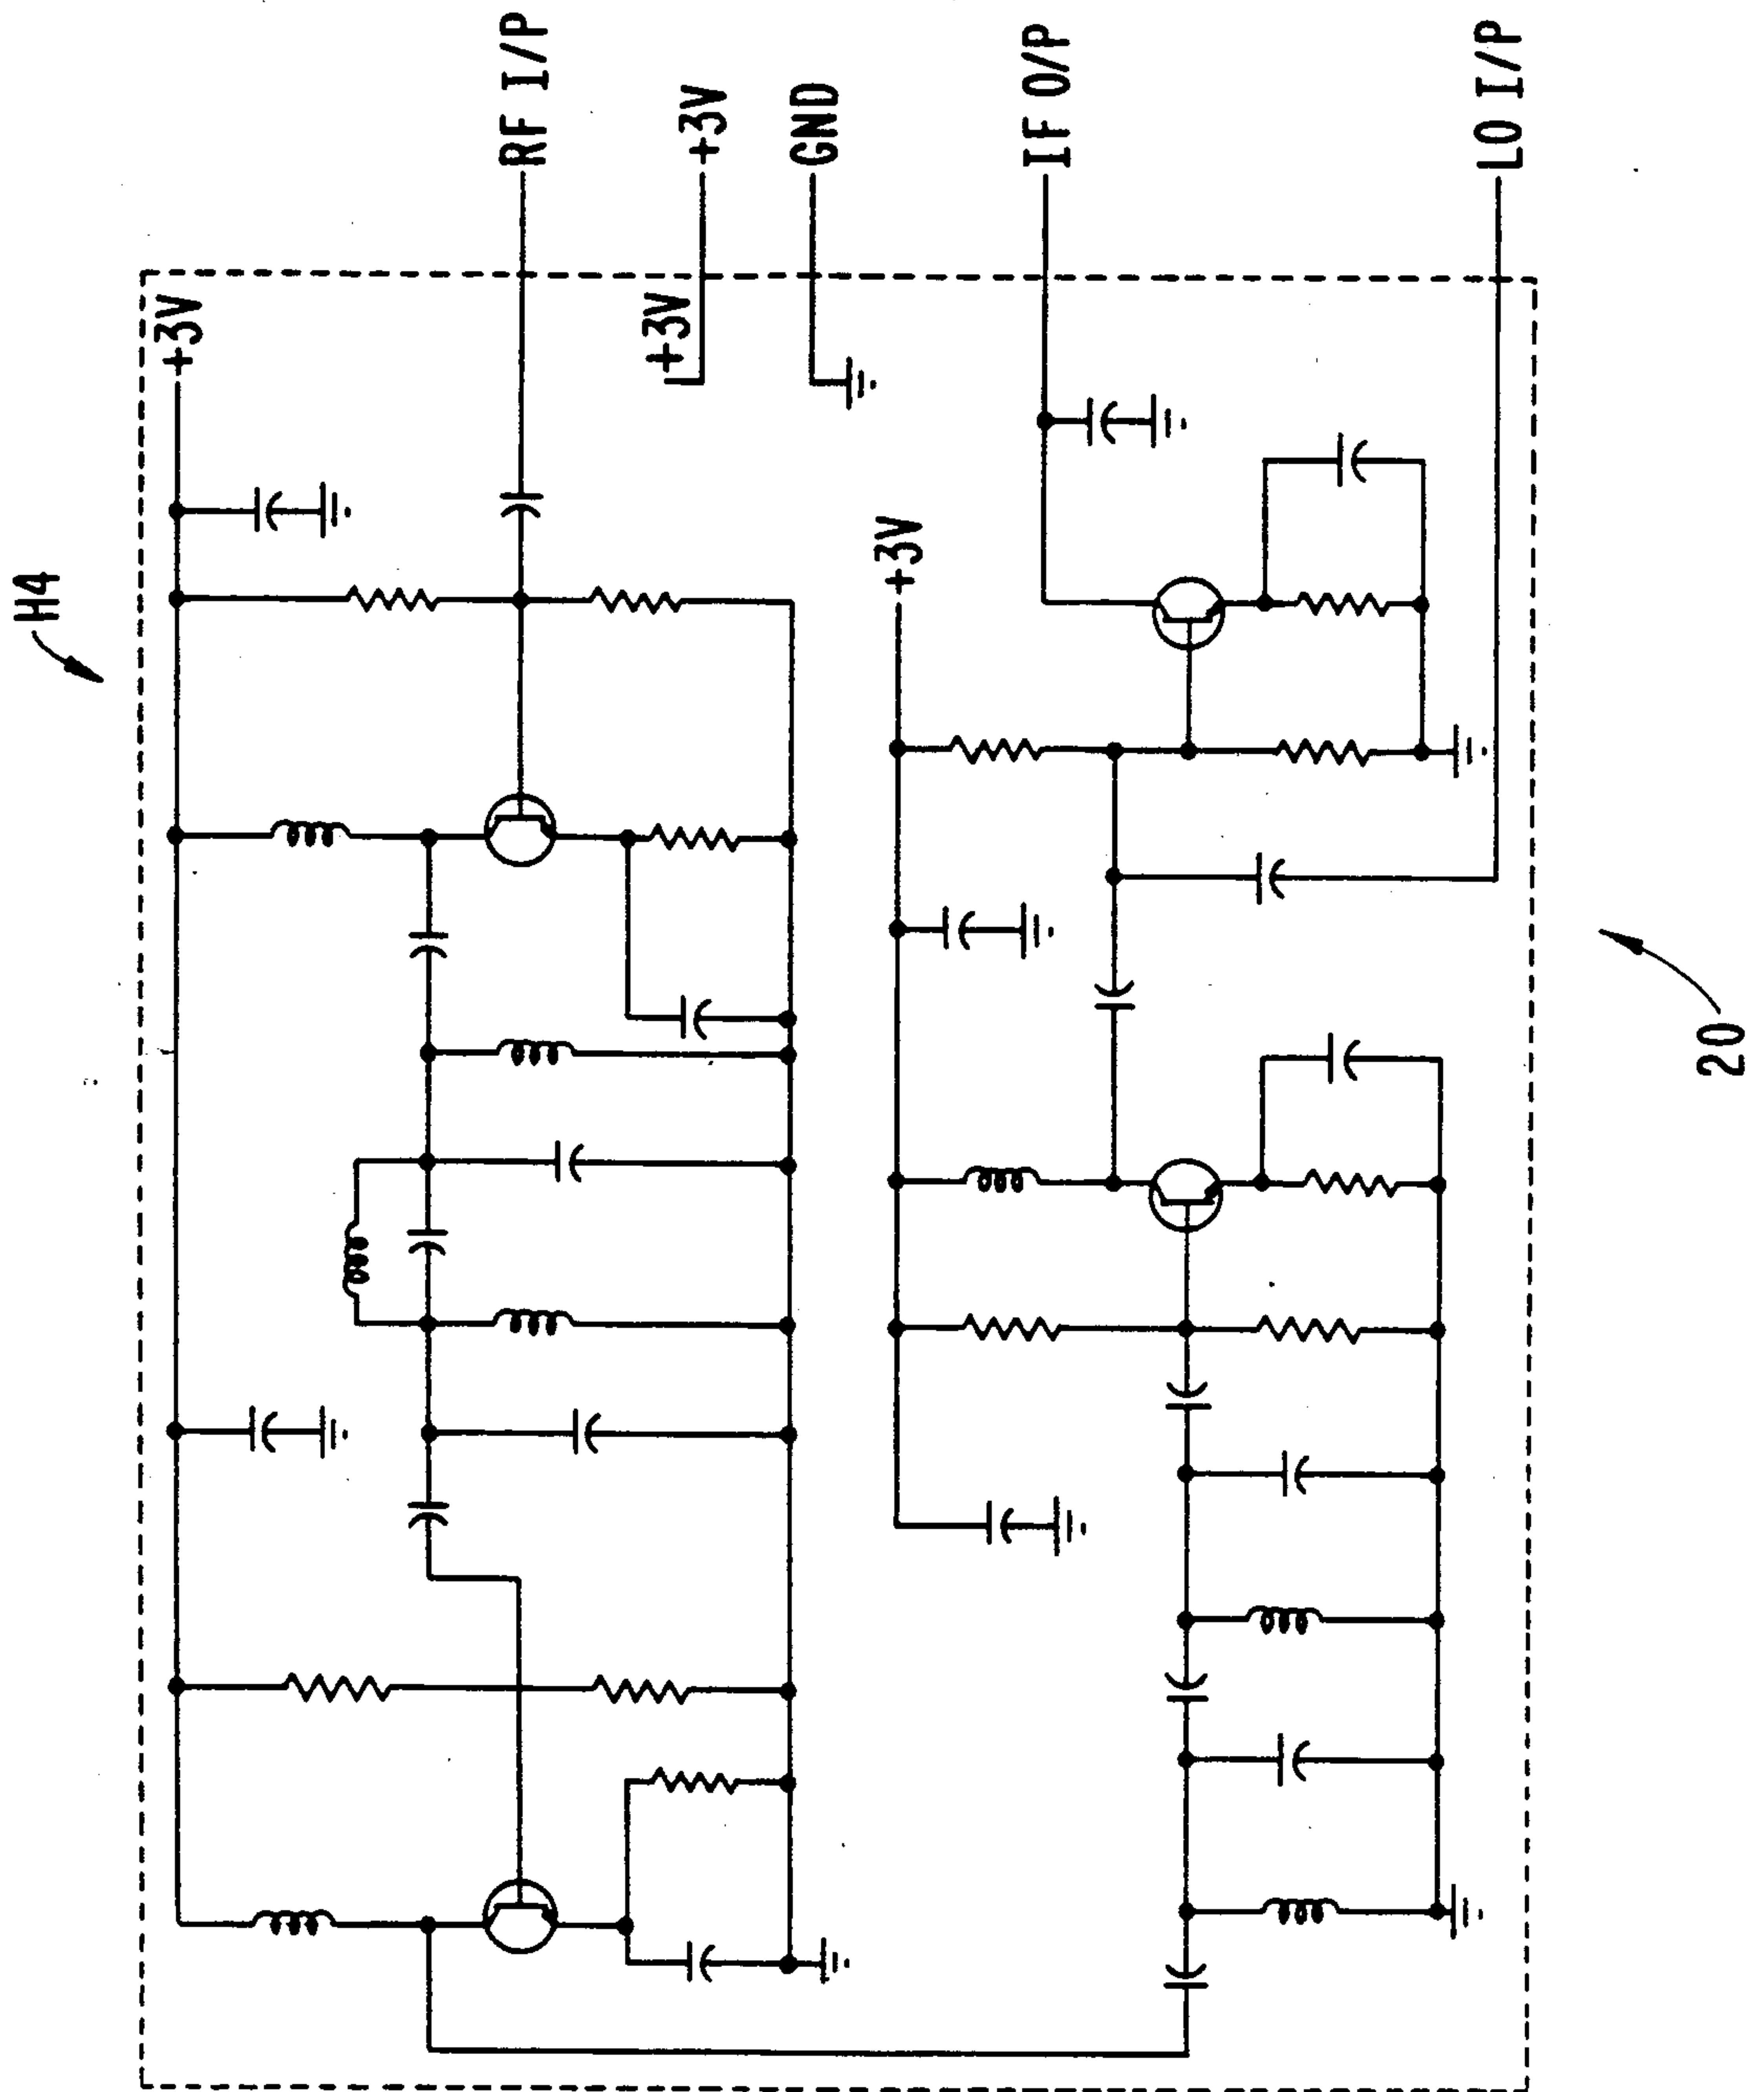 H4
+3V
RF I/P
+3V
+3V
GND
+3V
IF O/P
LO I/P
20